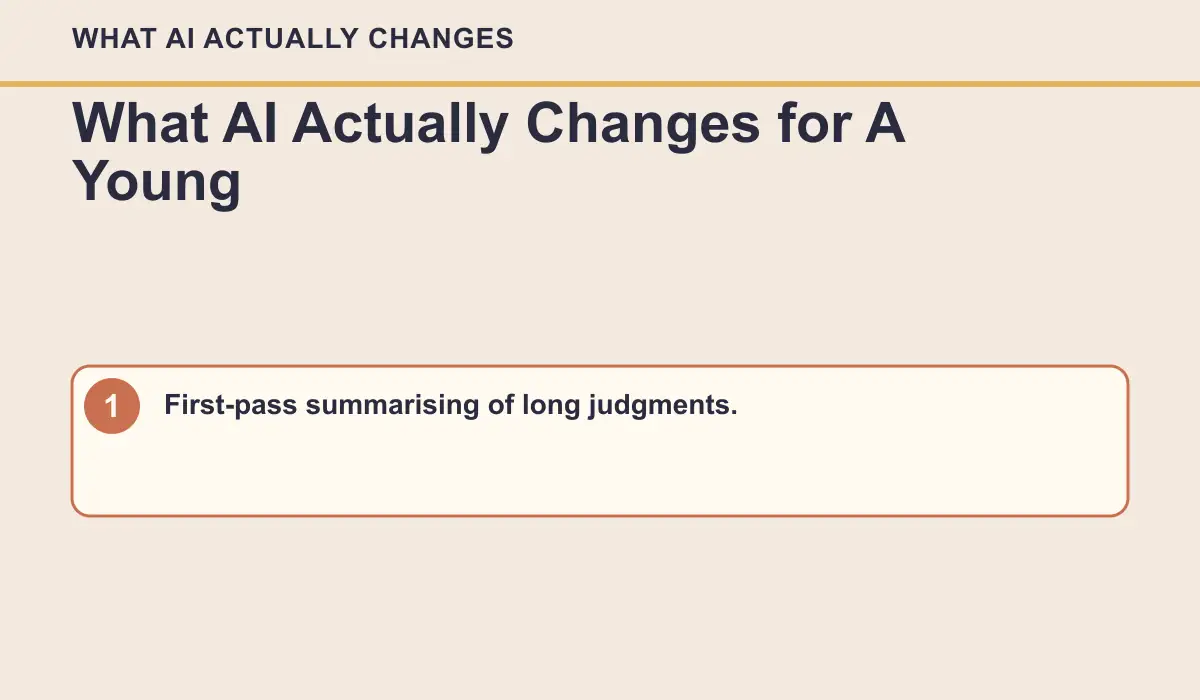 WHAT AI ACTUALLY CHANGES
What AI Actually Changes for A
Young
1
First-pass summarising of long judgments.